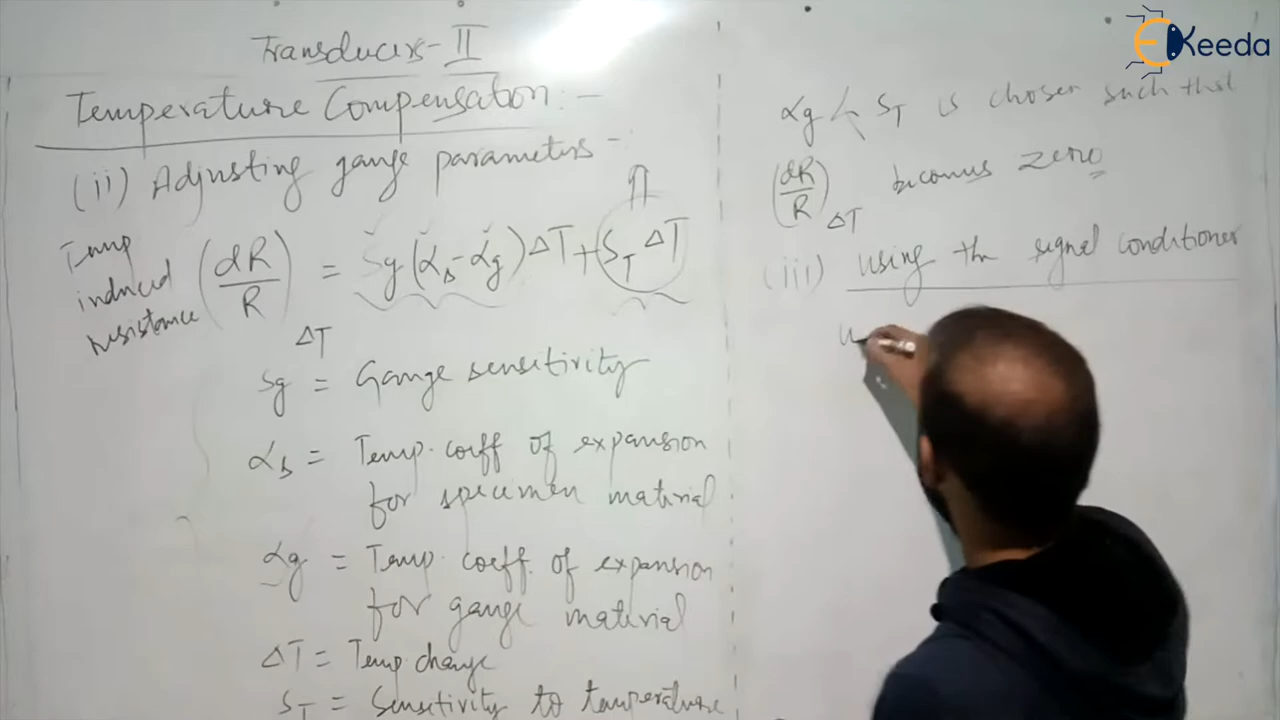 Transducers-II
Temperature Compensation:-
(ii) Adjusting gauge parameters -
Temp induced resistance
(dR/R)ΔT = Sg(αs-αg)ΔT+(STΔT)
Sg = Gauge sensitivity
αs = Temp. coeff of expansion
for specimen material
αg = Temp. coeff. of expansion
for gauge material
ΔT = Temp change
ST = Sensitivity to temperature
αg & ST is chosen such that
(dR/R)ΔT becomes zero
(iii) using the signal conditioner
EKeeda